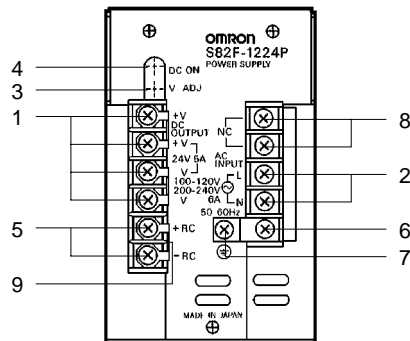 OMRON
S82F-1224P
POWER SUPPLY
4
DC ON
3
V ADJ
1
+V
DC
OUTPUT
+V
24V 5A
V
100-120V
200-240V
V
6A
50 60Hz
NC
AC
INPUT
L
N
8
2
5
+RC
-RC
6
7
9
MADE IN JAPAN